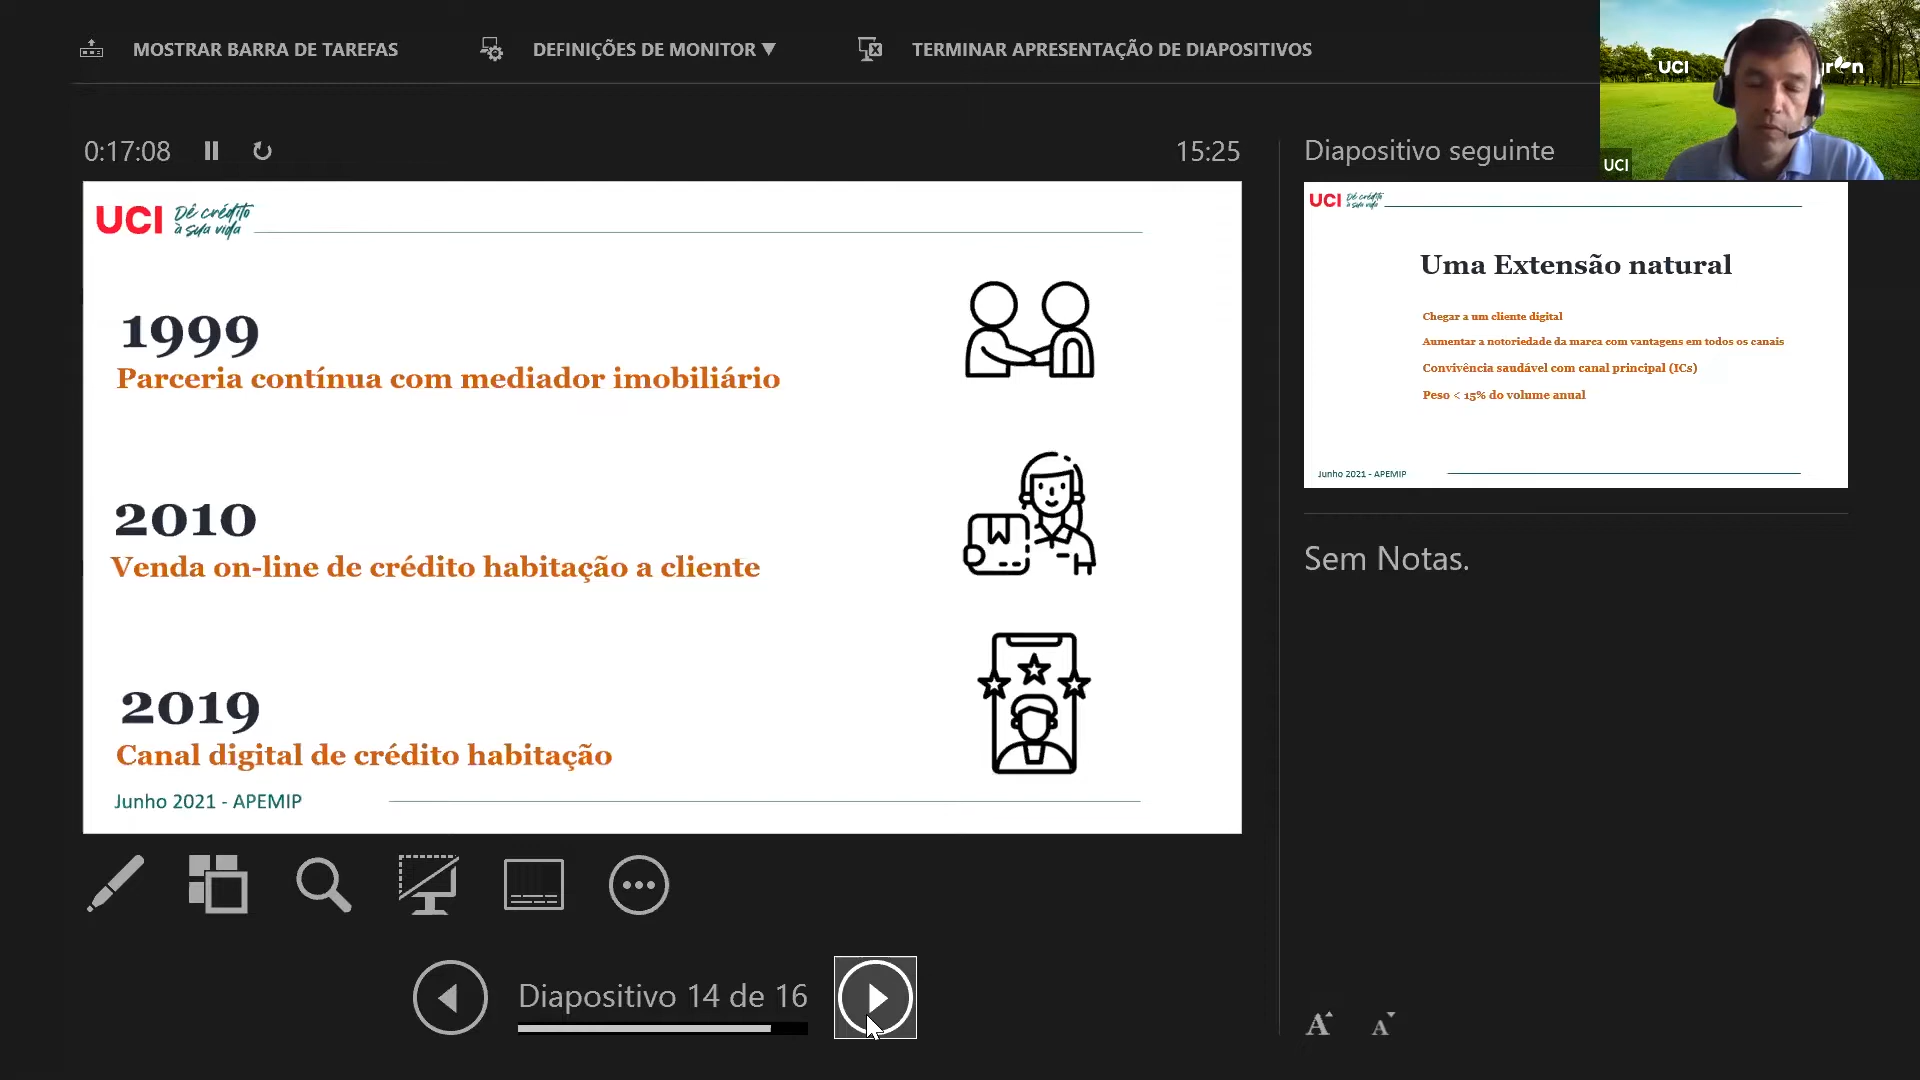 MOSTRAR BARRA DE TAREFAS
DEFINIÇÕES DE MONITOR ▼
TERMINAR APRESENTAÇÃO DE DIAPOSITIVOS
UCI
UCI
0:17:08
15:25
Diapositivo seguinte
UCI Dê crédito à sua vida
1999
Parceria contínua com mediador imobiliário
2010
Venda on-line de crédito habitação a cliente
2019
Canal digital de crédito habitação
Junho 2021 - APEMIP
UCI Dê crédito à sua vida
Uma Extensão natural
Chegar a um cliente digital
Aumentar a notoriedade da marca com vantagens em todos os canais
Convivência saudável com canal principal (ICs)
Peso < 15% do volume anual
Junho 2021 - APEMIP
Sem Notas.
Diapositivo 14 de 16
A A